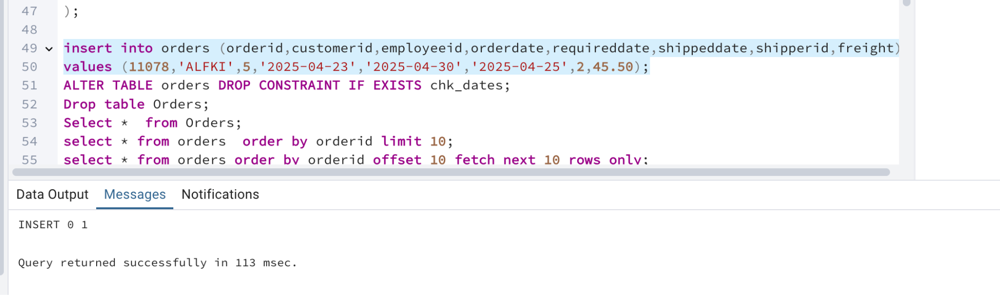 47 );
48
49 insert into orders (orderid,customerid,employeeid,orderdate,requireddate,shippeddate,shipperid,freight)
50 values (11078,'ALFKI',5,'2025-04-23','2025-04-30','2025-04-25',2,45.50);
51 ALTER TABLE orders DROP CONSTRAINT IF EXISTS chk_dates;
52 Drop table Orders;
53 Select *  from Orders;
54 select * from orders  order by orderid limit 10;
55 select * from orders order by orderid offset 10 fetch next 10 rows only;
Data Output Messages Notifications
INSERT 0 1
Query returned successfully in 113 msec.